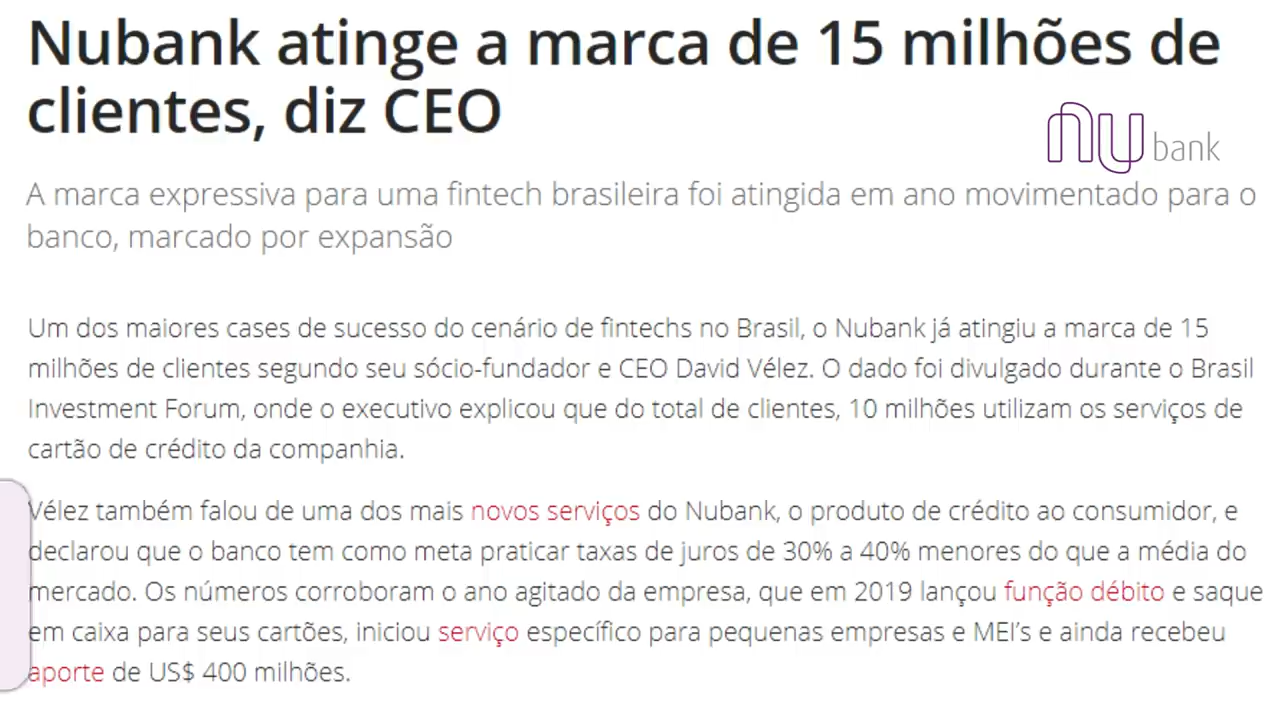 Nubank atinge a marca de 15 milhões de
clientes, diz CEO
nu bank
A marca expressiva para uma fintech brasileira foi atingida em ano movimentado para o
banco, marcado por expansão
Um dos maiores cases de sucesso do cenário de fintechs no Brasil, o Nubank já atingiu a marca de 15
milhões de clientes segundo seu sócio-fundador e CEO David Vélez. O dado foi divulgado durante o Brasil
Investment Forum, onde o executivo explicou que do total de clientes, 10 milhões utilizam os serviços de
cartão de crédito da companhia.
Vélez também falou de uma dos mais novos serviços do Nubank, o produto de crédito ao consumidor, e
declarou que o banco tem como meta praticar taxas de juros de 30% a 40% menores do que a média do
mercado. Os números corroboram o ano agitado da empresa, que em 2019 lançou função débito e saque
em caixa para seus cartões, iniciou serviço específico para pequenas empresas e MEI’s e ainda recebeu
aporte de US$ 400 milhões.